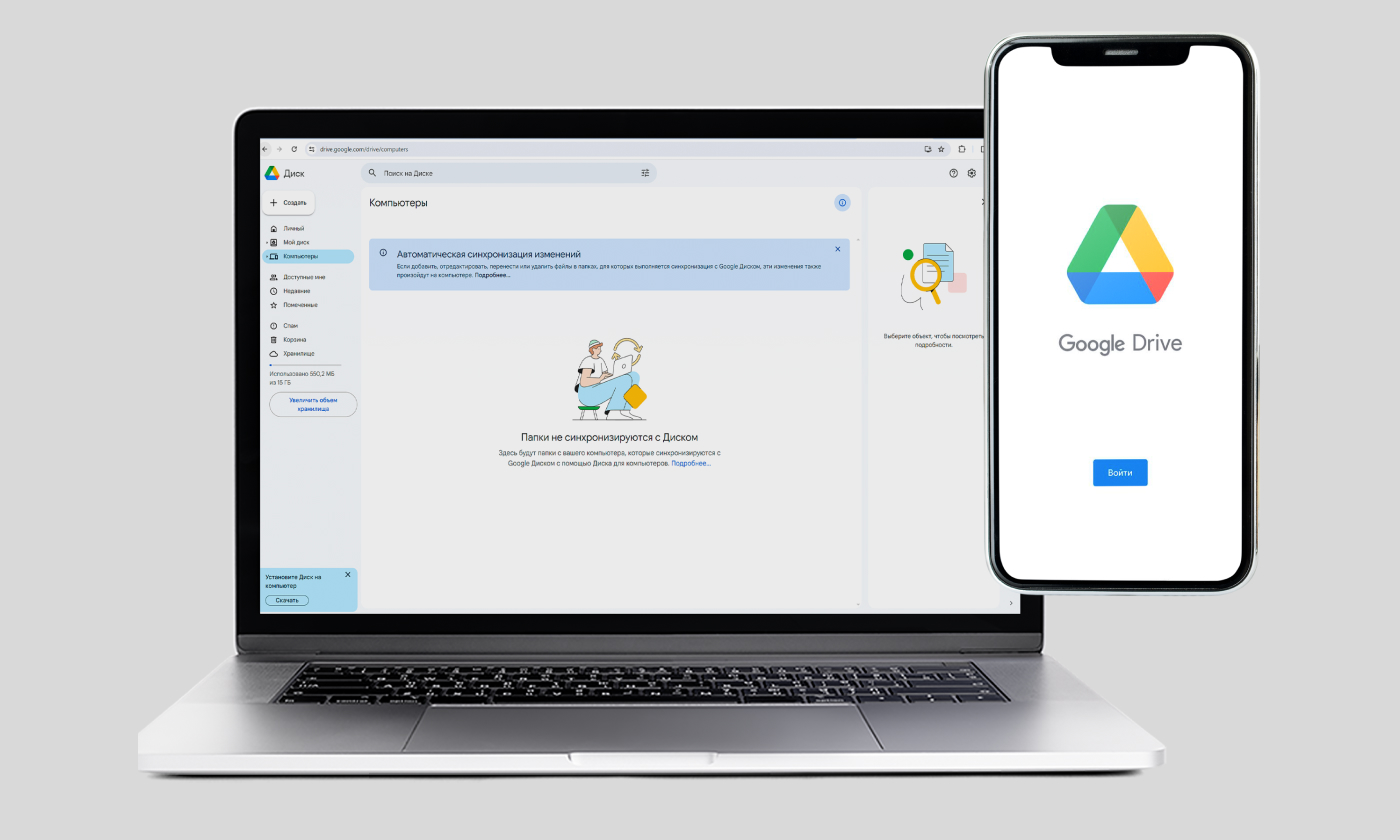 drive.google.com/drive/computers
Диск
Поиск на Диске
Создать
Компьютеры
Личный
Мой диск
Компьютеры
Доступные мне
Недавние
Помеченные
Спам
Корзина
Хранилище
Использовано 550,2 МБ
из 15 ГБ
Увеличить объем
хранилища
Автоматическая синхронизация изменений
Если добавить, отредактировать, перенести или удалить файлы в папках, для которых выполняется синхронизация с Google Диском, эти изменения также
произойдут на компьютере. Подробнее...
Папки не синхронизируются с Диском
Здесь будут папки с вашего компьютера, которые синхронизируются с
Google Диском с помощью Диска для компьютеров. Подробнее...
Выберите объект, чтобы посмотреть
подробности.
Установите Диск на
компьютер
Скачать
Google Drive
Войти
control
option
option